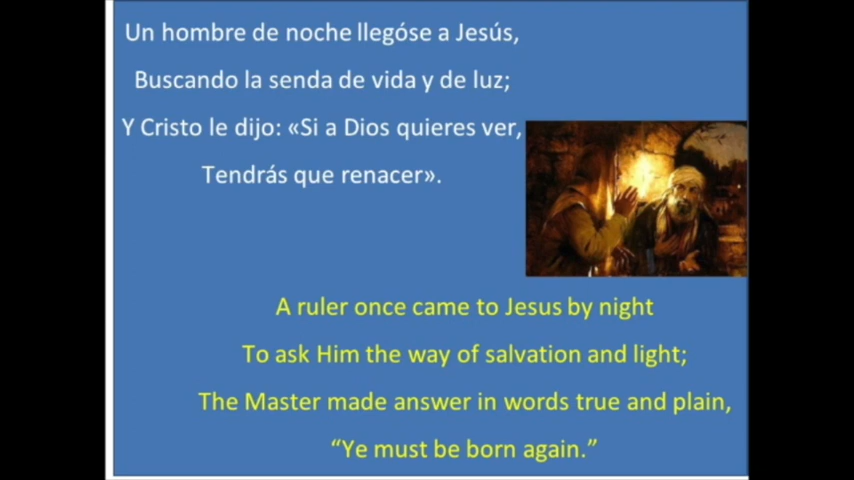 Un hombre de noche llegóse a Jesús,
Buscando la senda de vida y de luz;
Y Cristo le dijo: «Si a Dios quieres ver,
Tendrás que renacer».
A ruler once came to Jesus by night
To ask Him the way of salvation and light;
The Master made answer in words true and plain,
“Ye must be born again.”